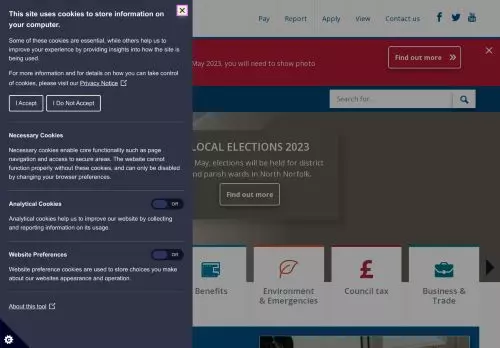 This site uses cookies to store information on
your computer.
Some of these cookies are essential, while others help us to
improve your experience by providing insights into how the site is
being used.
For more information and for details on how you can take control
of cookies, please visit our Privacy Notice
I Accept
I Do Not Accept
Necessary Cookies
Necessary cookies enable core functionality such as page
navigation and access to secure areas. The website cannot
function properly without these cookies, and can only be disabled
by changing your browser preferences.
Analytical Cookies
Off
Analytical cookies help us to improve our website by collecting
and reporting information on its usage.
Website Preferences
Off
Website preference cookies are used to store choices you make
about our websites appearance and operation.
About this tool
Pay Report Apply View Contact us
May 2023, you will need to show photo
Find out more
Search for...
LOCAL ELECTIONS 2023
May, elections will be held for district
and parish wards in North Norfolk.
Find out more
Benefits
Environment
& Emergencies
Council tax
Business &
Trade